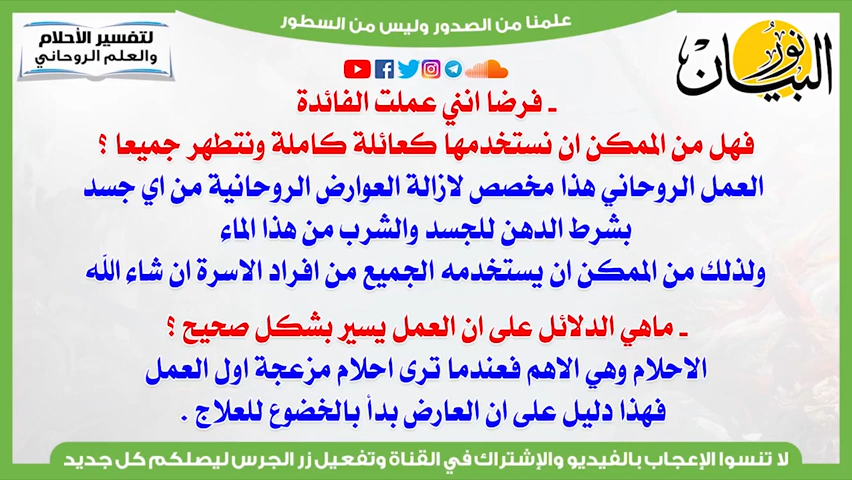 علمنا من الصدور وليس من السطور
لتفسير الأحلام
والعلم الروحاني
نور
البيان
ـ فرضا انني عملت الفائدة
فهل من الممكن ان نستخدمها كعائلة كاملة ونتطهر جميعا ؟
العمل الروحاني هذا مخصص لازالة العوارض الروحانية من اي جسد
بشرط الدهن للجسد والشرب من هذا الماء
ولذلك من الممكن ان يستخدمه الجميع من افراد الاسرة ان شاء الله
ـ ماهي الدلائل على ان العمل يسير بشكل صحيح ؟
الاحلام وهي الاهم فعندما ترى احلام مزعجة اول العمل
فهذا دليل على ان العارض بدأ بالخضوع للعلاج .
لا تنسوا الإعجاب بالفيديو والإشتراك في القناة وتفعيل زر الجرس ليصلكم كل جديد